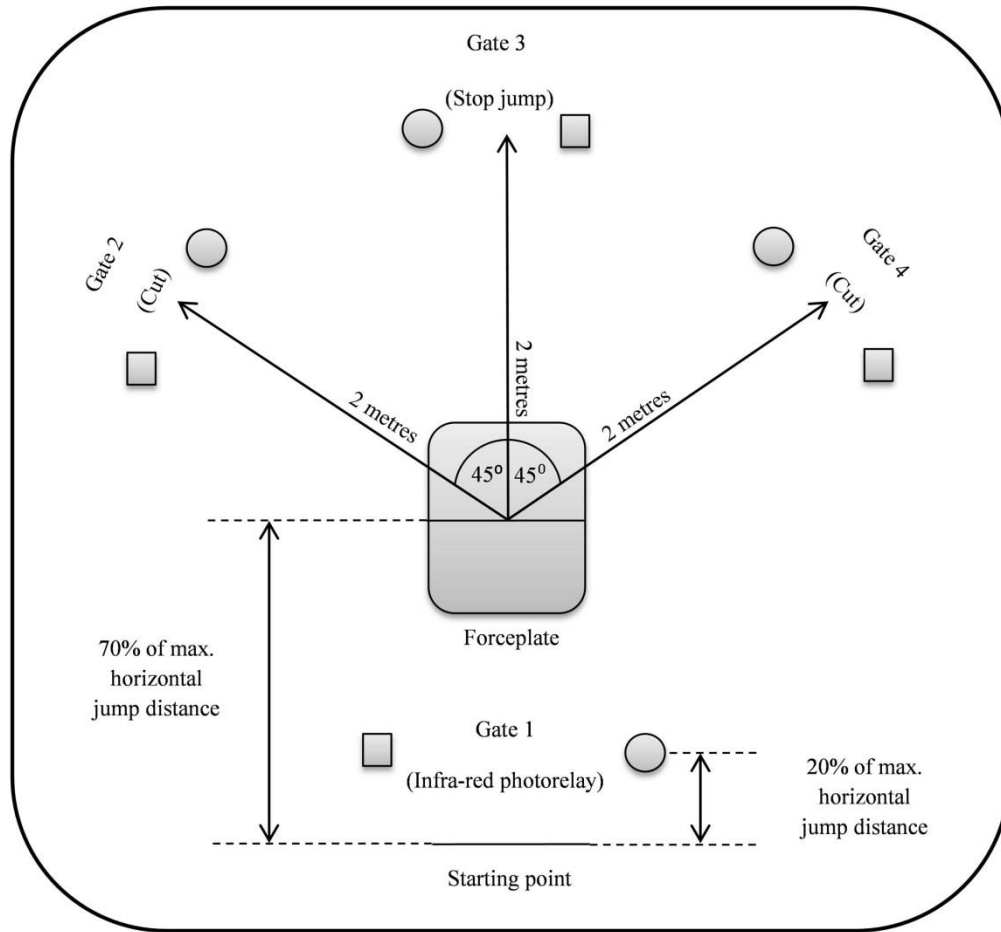 Gate 3
(Stop jump)
Gate 2
(Cut)
Gate 4
(Cut)
2 metres
2 metres
2 metres
45⁰
45⁰
Forceplate
70% of max.
horizontal
jump distance
Gate 1
(Infra-red photorelay)
20% of max.
horizontal
jump distance
Starting point